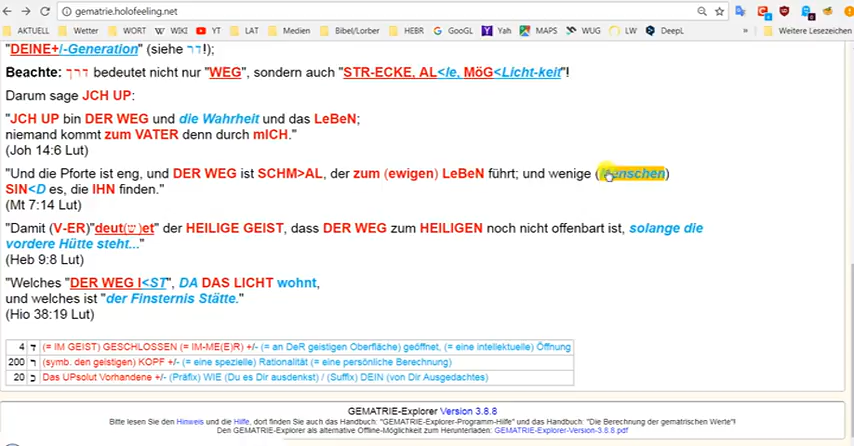 gematrie.holofeeling.net
AKTUELL WORT WIKI YT LAT Medien Bibel/Lorber HEBR GooGL Yah MAPS WUG LW DeepL » Weitere Lesezeichen
"DEINE+/-Generation" (siehe דר!);
Beachte: דרך bedeutet nicht nur "WEG", sondern auch "STR-ECKE, AL<le, MöG<Licht-keit"!
Darum sage JCH UP:
"JCH UP bin DER WEG und die Wahrheit und das LeBeN;
niemand kommt zum VATER denn durch mICH."
(Joh 14:6 Lut)
"Und die Pforte ist eng, und DER WEG ist SCHM>AL, der zum (ewigen) LeBeN führt; und wenige (Menschen)
SIN<D es, die IHN finden."
(Mt 7:14 Lut)
"Damit (V-ER)"deut(ש)et" der HEILIGE GEIST, dass DER WEG zum HEILIGEN noch nicht offenbart ist, solange die
vordere Hütte steht..."
(Heb 9:8 Lut)
"Welches "DER WEG I<ST", DA DAS LICHT wohnt,
und welches ist "der Finsternis Stätte."
(Hio 38:19 Lut)
4 ד (= IM GEIST) GESCHLOSSEN (= IM-ME(E)R) +/- (= an DeR geistigen Oberfläche) geöffnet, (= eine intellektuelle) Öffnung
200 ר (symb. den geistigen) KOPF +/- (= eine spezielle) Rationalität (= eine persönliche Berechnung)
20 כ Das UPsolut Vorhandene +/- (Präfix) WIE (Du es Dir ausdenkst) / (Suffix) DEIN (von Dir Ausgedachtes)
GEMATRIE-Explorer Version 3.8.8
Bitte lesen Sie den Hinweis und die Hilfe, dort finden Sie auch das Handbuch: "GEMATRIE-Explorer-Programm-Hilfe" und das Handbuch: "Die Berechnung der gematrischen Werte"!
Den GEMATRIE-Explorer als alternative Offline-Möglichkeit zum Herunterladen: GEMATRIE-Explorer-Version-3.8.8.pdf